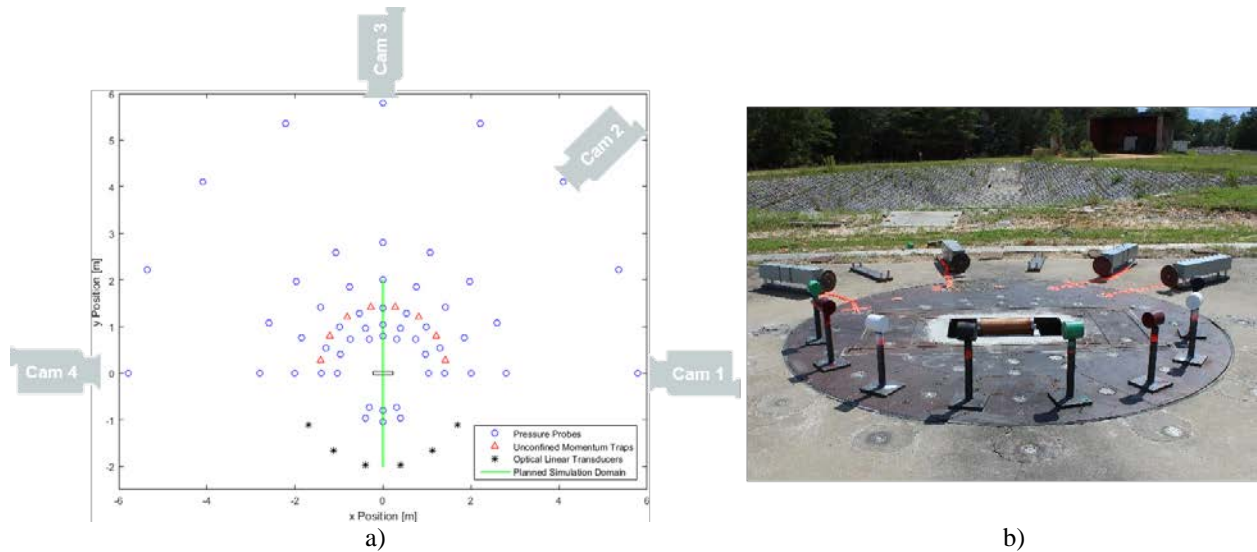 Cam 3
6
5
4
3
2
1
0
-1
-2
y Position [m]
-6
-4
-2
0
2
4
6
x Position [m]
Cam 2
Cam 4
Cam 1
Pressure Probes
Unconfined Momentum Traps
Optical Linear Transducers
Planned Simulation Domain
a)
b)